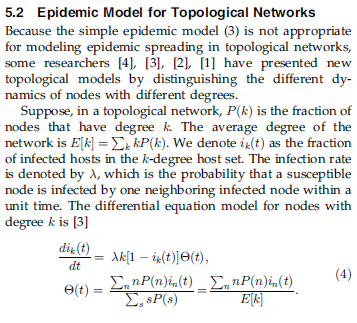 5.2 Epidemic Model for Topological Networks
Because the simple epidemic model (3) is not appropriate
for modeling epidemic spreading in topological networks,
some researchers [4], [3], [2], [1] have presented new
topological models by distinguishing the different dy-
namics of nodes with different degrees.
Suppose, in a topological network, P(k) is the fraction of
nodes that have degree k. The average degree of the
network is E[k] = ∑ₖ kP(k). We denote iₖ(t) as the fraction
of infected hosts in the k-degree host set. The infection rate
is denoted by λ, which is the probability that a susceptible
node is infected by one neighboring infected node within a
unit time. The differential equation model for nodes with
degree k is [3]
diₖ(t)/dt = λk[1 − iₖ(t)]Θ(t),
Θ(t) = ∑ₙ nP(n)iₙ(t) / ∑ₛ sP(s) = ∑ₙ nP(n)iₙ(t) / E[k]. (4)